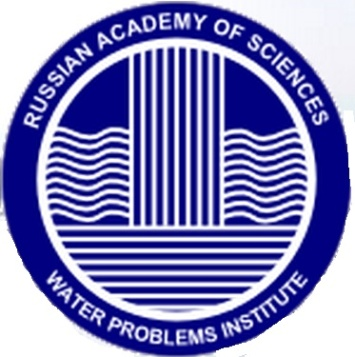 RUSSIAN ACADEMY OF SCIENCES
WATER PROBLEMS INSTITUTE